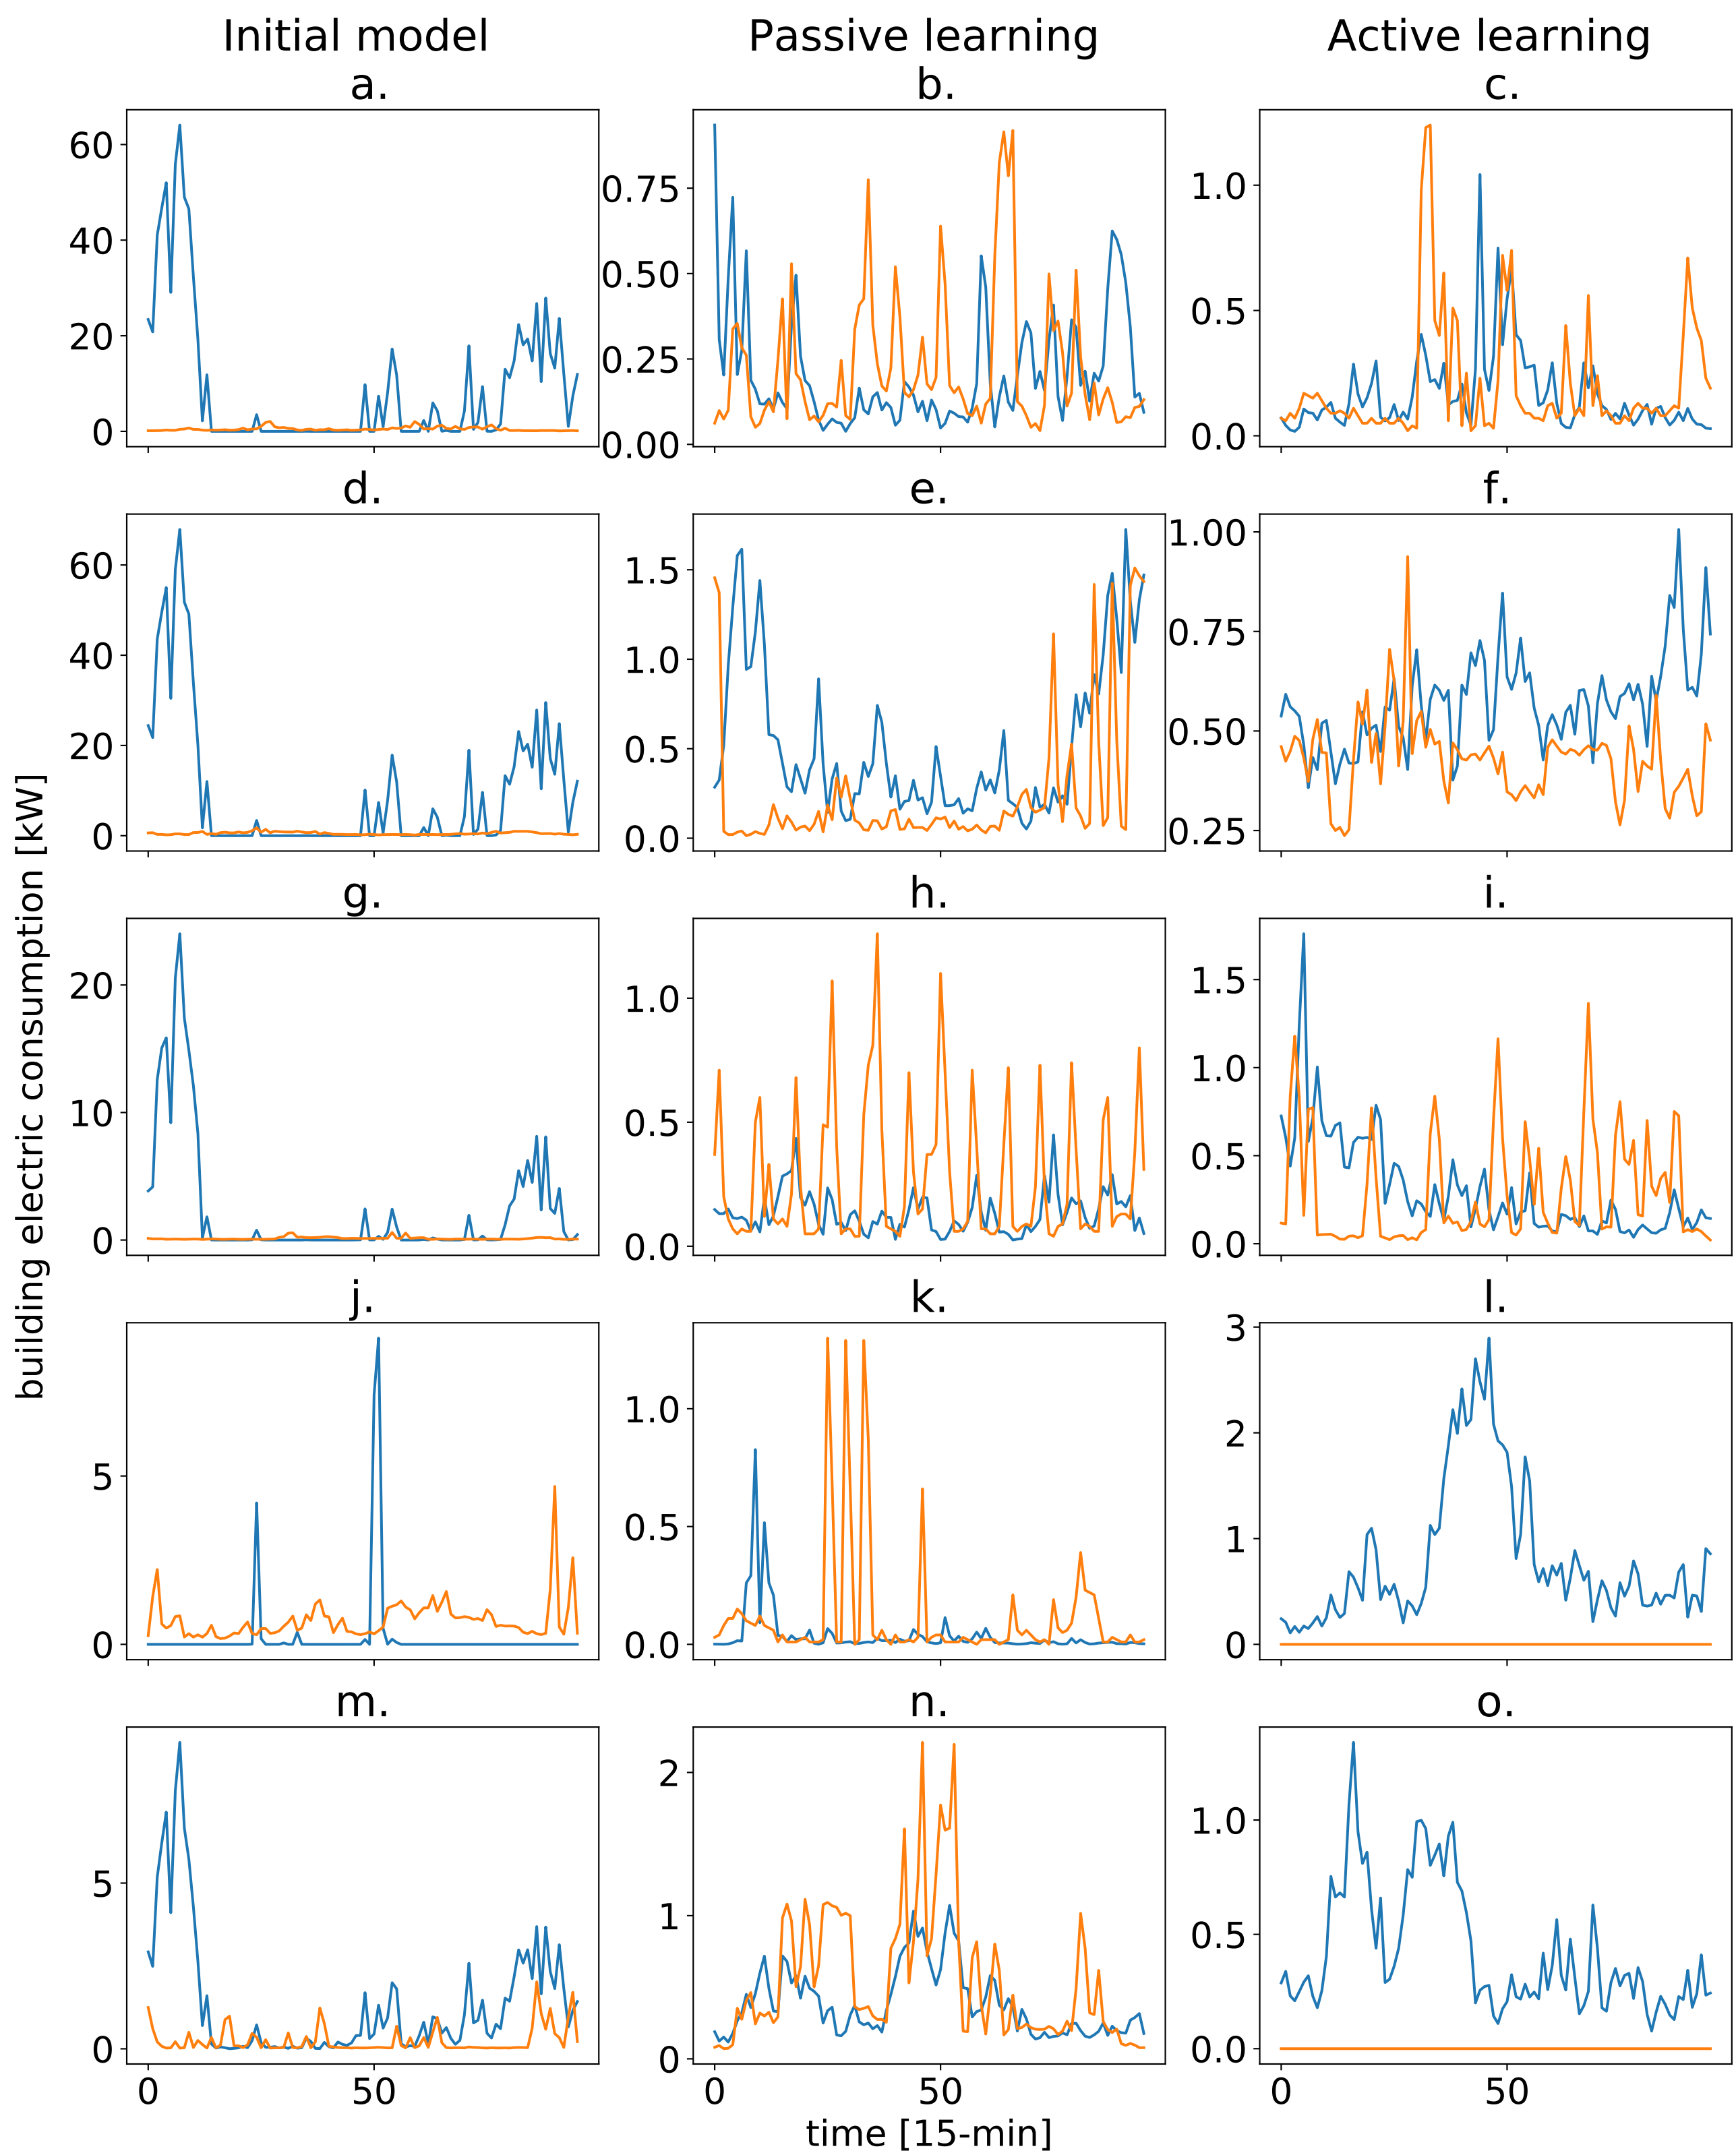 Initial model Passive learning Active learning
a. b. c.
60 40 20 0
0.75 0.50 0.25 0.00
1.0 0.5 0.0
d. e. f.
60 40 20 0
1.5 1.0 0.5 0.0
1.00 0.75 0.50 0.25
g. h. i.
20 10 0
1.0 0.5 0.0
1.5 1.0 0.5 0.0
j. k. l.
5 0
1.0 0.5 0.0
3 2 1 0
m. n. o.
5 0
2 1 0
1.0 0.5 0.0
0 50 0 50 0 50
time [15-min]
building electric consumption [kW]